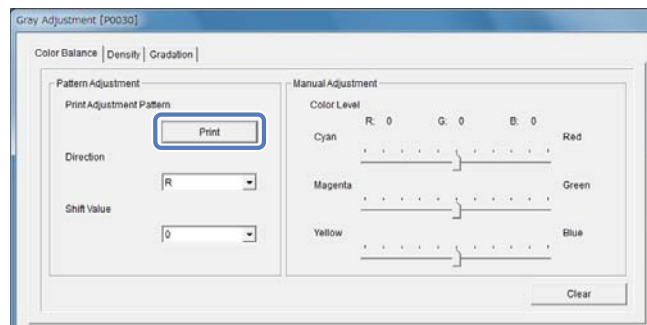 Gray Adjustment [P0030]
Color Balance Density Gradation
Pattern Adjustment
Print Adjustment Pattern
Print
Direction
R
Shift Value
0
Manual Adjustment
Color Level
R: 0 G: 0 B: 0
Cyan Red
Magenta Green
Yellow Blue
Clear